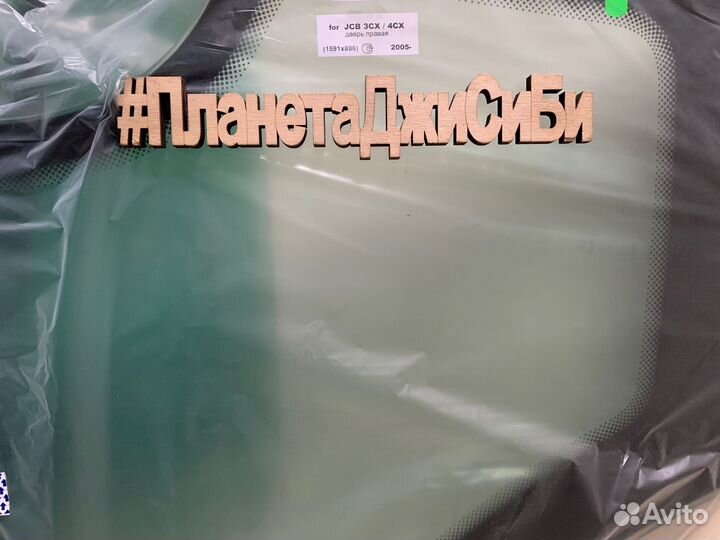 for JCB 3CX / 4CX
дверь правая
(1591x896) 2005-
#ПланетаДжиСиБи
Avito